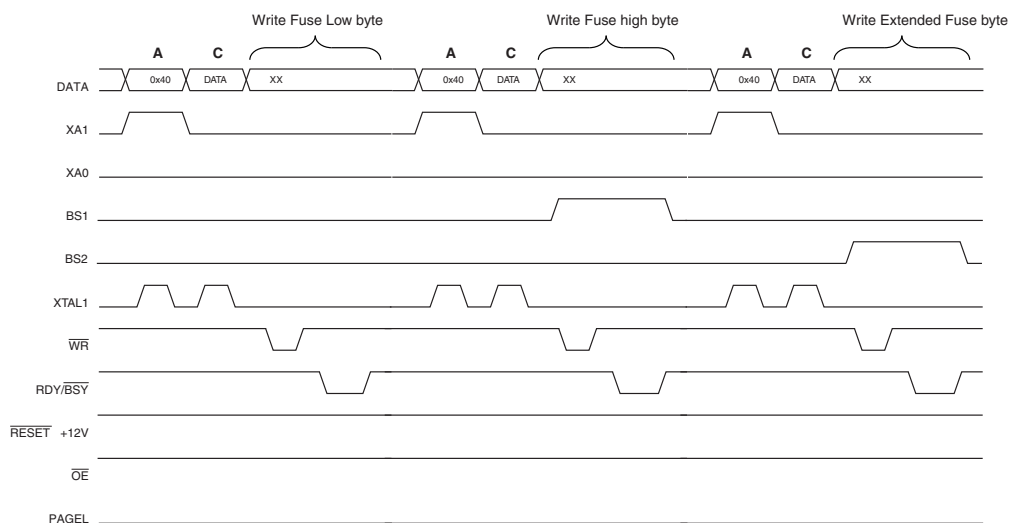 Write Fuse Low byte Write Fuse high byte Write Extended Fuse byte
A C A C A C
DATA 0x40 DATA XX 0x40 DATA XX 0x40 DATA XX
XA1
XA0
BS1
BS2
XTAL1
WR
RDY/BSY
RESET +12V
OE
PAGEL